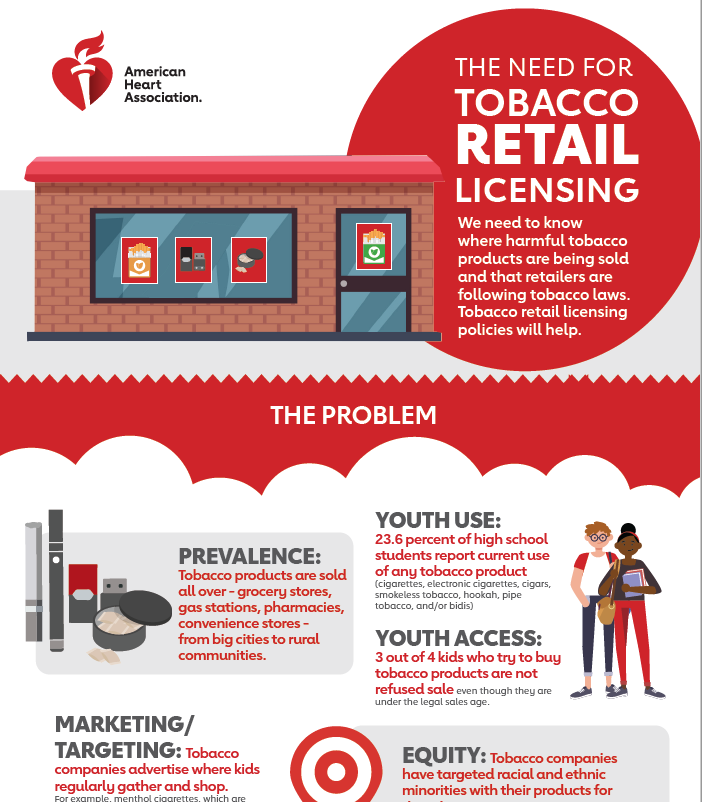 American
Heart
Association.
THE NEED FOR
TOBACCO
RETAIL
LICENSING
We need to know
where harmful tobacco
products are being sold
and that retailers are
following tobacco laws.
Tobacco retail licensing
policies will help.
THE PROBLEM
PREVALENCE:
Tobacco products are sold
all over - grocery stores,
gas stations, pharmacies,
convenience stores -
from big cities to rural
communities.
YOUTH USE:
23.6 percent of high school
students report current use
of any tobacco product
(cigarettes, electronic cigarettes, cigars,
smokeless tobacco, hookah, pipe
tobacco, and/or bidis)
YOUTH ACCESS:
3 out of 4 kids who try to buy
tobacco products are not
refused sale even though they are
under the legal sales age.
MARKETING/
TARGETING: Tobacco
companies advertise where kids
regularly gather and shop.
For example, menthol cigarettes, which are
EQUITY: Tobacco companies
have targeted racial and ethnic
minorities with their products for